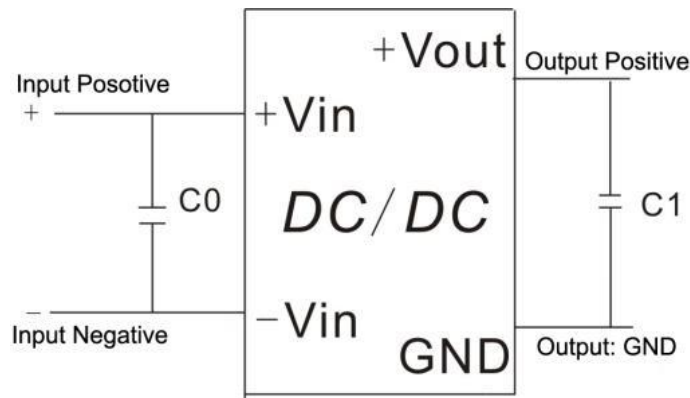 +Vout
Output Positive
Input Posotive
+
+Vin
C0
DC/DC
C1
−
−Vin
Input Negative
GND
Output: GND